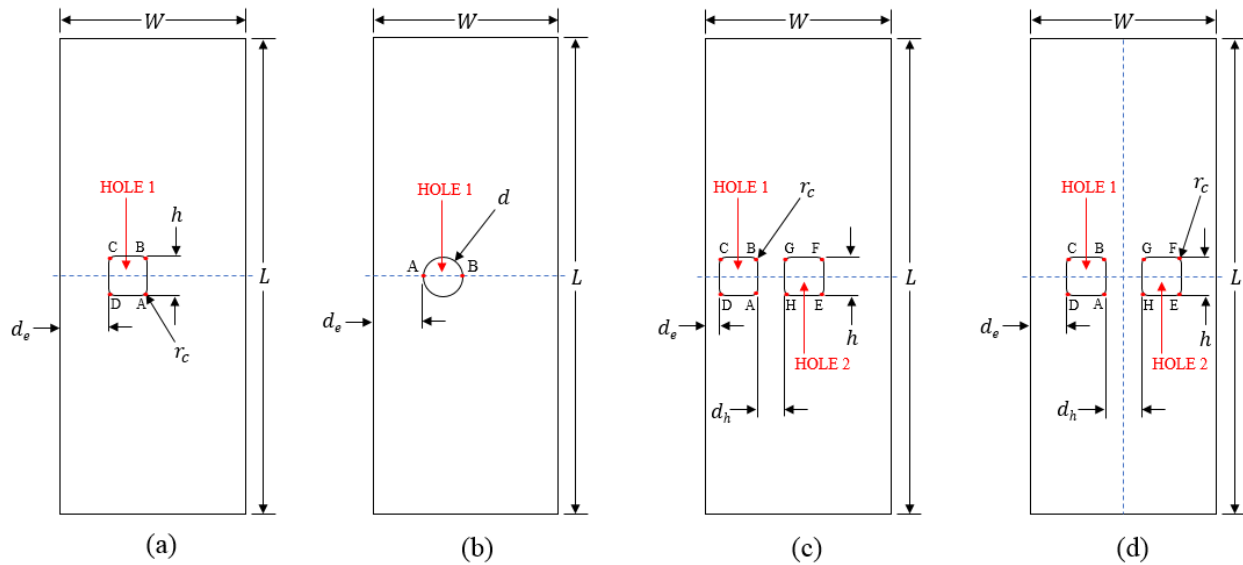 W
HOLE 1
C B
h
D A
d_e
r_c
L
(a)
W
HOLE 1
d
A B
d_e
L
(b)
W
HOLE 1
r_c
C B G F
D A H E
d_e
h
HOLE 2
d_h
L
(c)
W
HOLE 1
r_c
C B G F
D A H E
d_e
h
HOLE 2
d_h
L
(d)